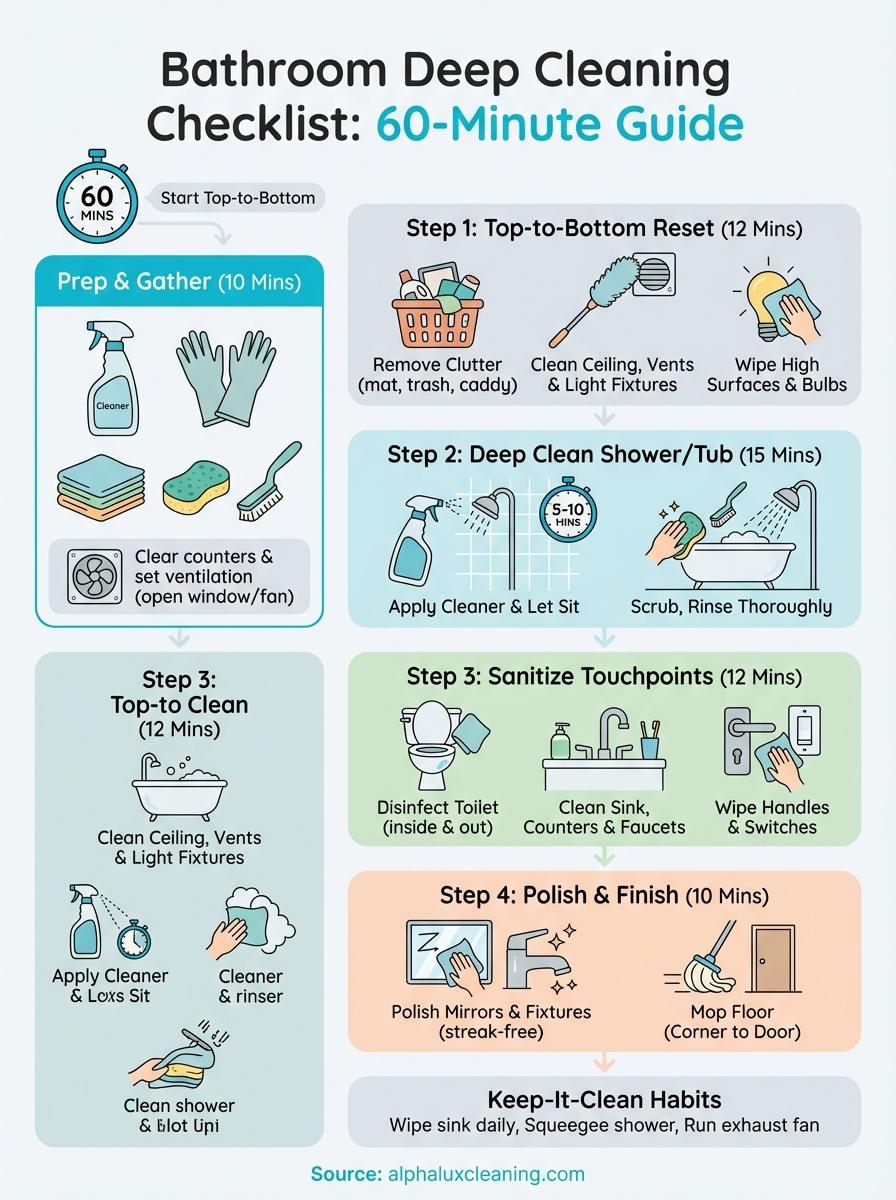 Bathroom Deep Cleaning
Checklist: 60-Minute Guide
60
MINS
Start Top-to-Bottom
Prep & Gather (10 Mins)
Cleaner
Clear counters &
set ventilation
(open window/fan)
Step 1: Top-to-Bottom Reset (12 Mins)
Remove Clutter
(mat, trash, caddy)
Clean Ceiling, Vents
& Light Fixtures
Wipe High
Surfaces & Bulbs
Step 2: Deep Clean Shower/Tub (15 Mins)
5-10
MINS
Apply Cleaner & Let Sit
Scrub, Rinse Thoroughly
Step 3:
Top-to Clean
(12 Mins)
Clean Ceiling, Vents
& Light Fixtures
Apply Cleaner
& Sit
Cleaner
& rinser
Clean shower
&
Step 3: Sanitize Touchpoints (12 Mins)
Disinfect Toilet
(inside & out)
Clean Sink,
Counters & Faucets
Wipe Handles
& Switches
Step 4: Polish & Finish (10 Mins)
Polish Mirrors & Fixtures
(streak-free)
Mop Floor
(Corner to Door)
Keep-It-Clean Habits
Wipe sink daily, Squeegee shower, Run exhaust fan
Source: alphaluxcleaning.com